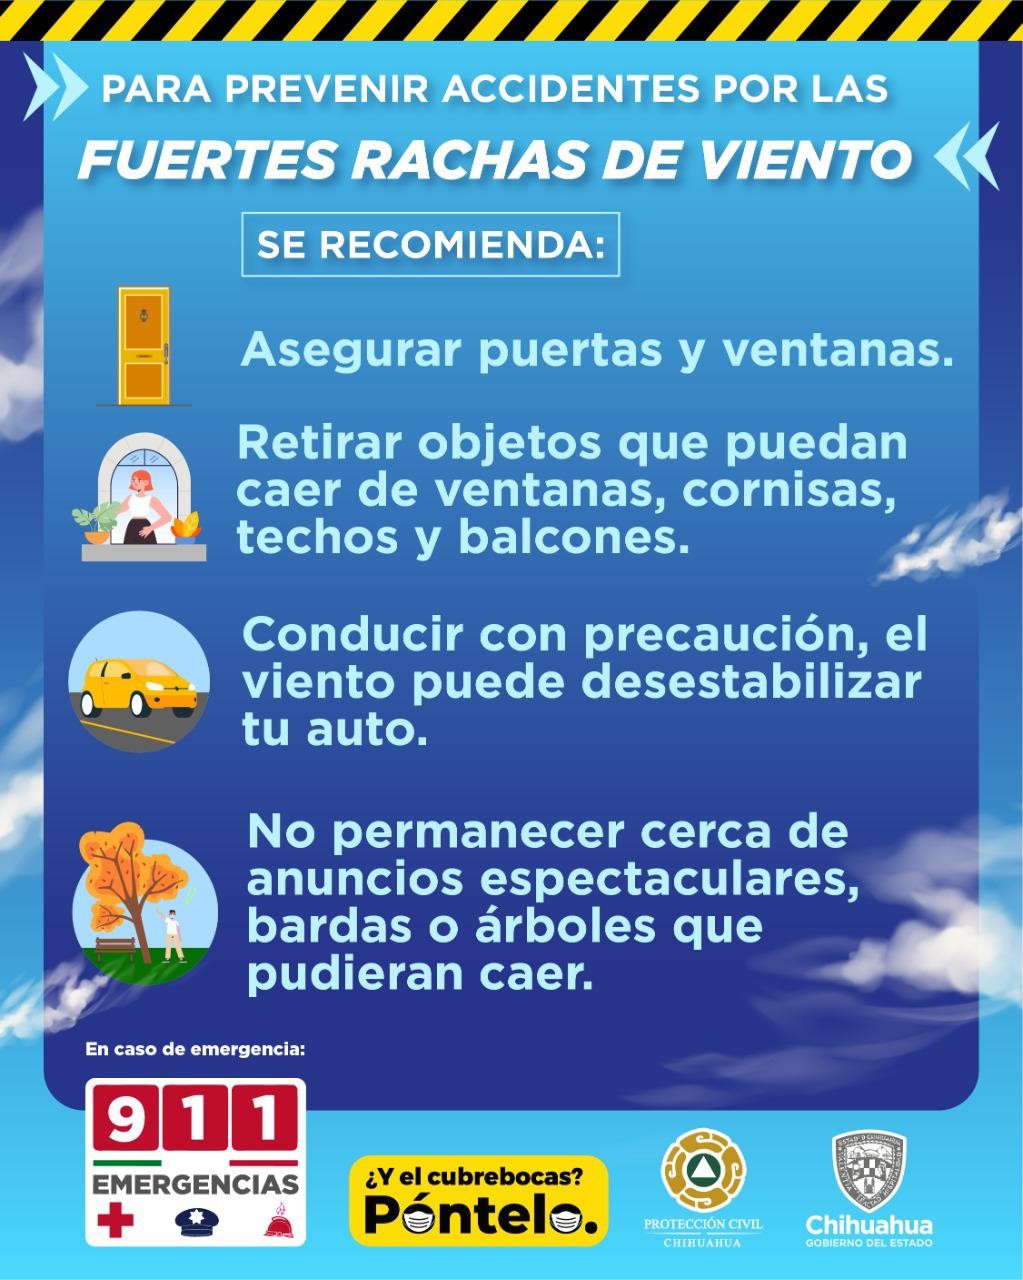 PARA PREVENIR ACCIDENTES POR LAS
FUERTES RACHAS DE VIENTO
SE RECOMIENDA:
Asegurar puertas y ventanas.
Retirar objetos que puedan
caer de ventanas, cornisas,
techos y balcones.
Conducir con precaución, el
viento puede desestabilizar
tu auto.
No permanecer cerca de
anuncios espectaculares,
bardas o árboles que
pudieran caer.
En caso de emergencia:
911
EMERGENCIAS
¿Y el cubrebocas?
Póntelo.
PROTECCIÓN CIVIL
CHIHUAHUA
Chihuahua
GOBIERNO DEL ESTADO